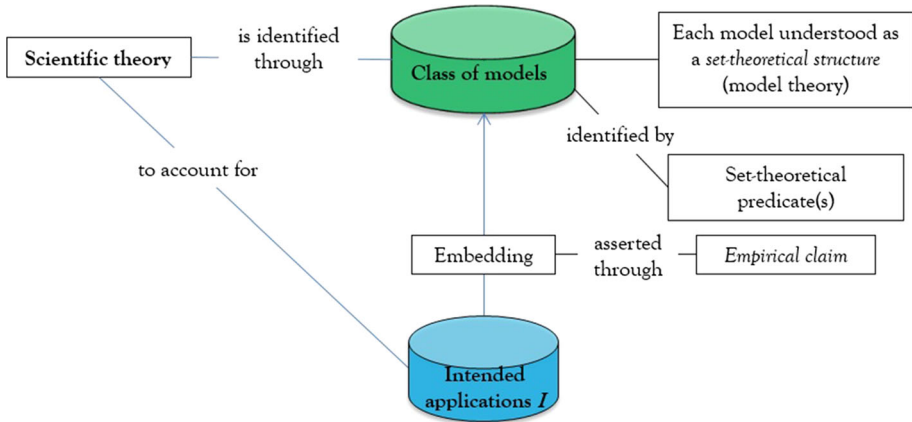 is identified
through
Scientific theory
Class of models
Each model understood as
a set-theoretical structure
(model theory)
identified by
to account for
Set-theoretical
predicate(s)
Embedding
asserted
through
Empirical claim
Intended
applications I